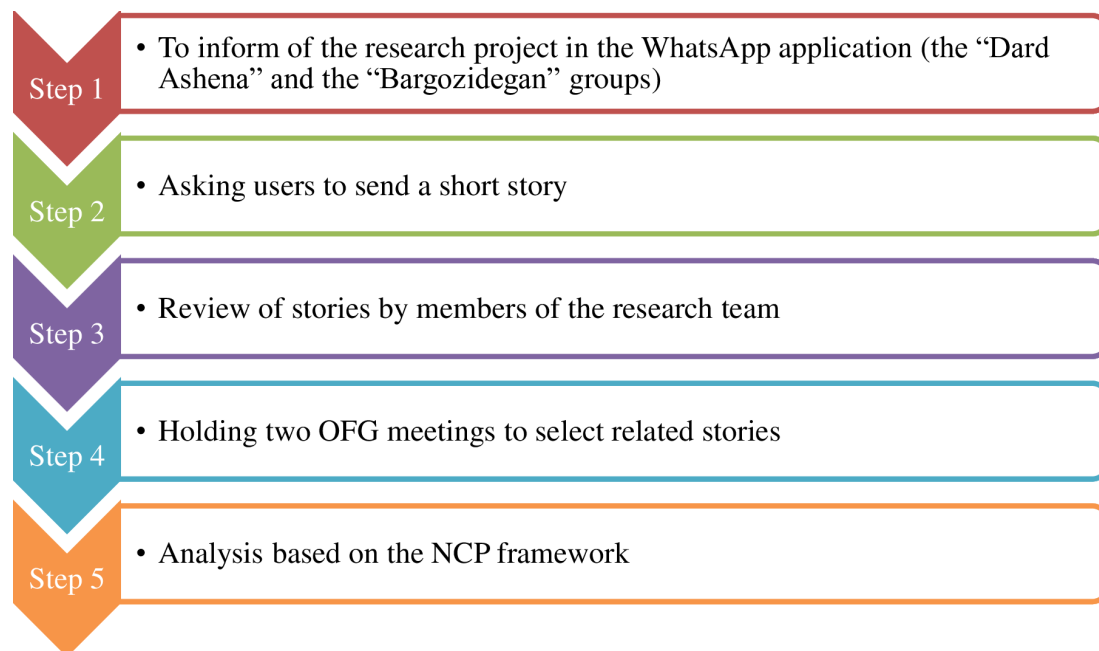 Step 1
• To inform of the research project in the WhatsApp application (the “Dard
Ashena” and the “Bargozidegan” groups)
Step 2
• Asking users to send a short story
Step 3
• Review of stories by members of the research team
Step 4
• Holding two OFG meetings to select related stories
Step 5
• Analysis based on the NCP framework